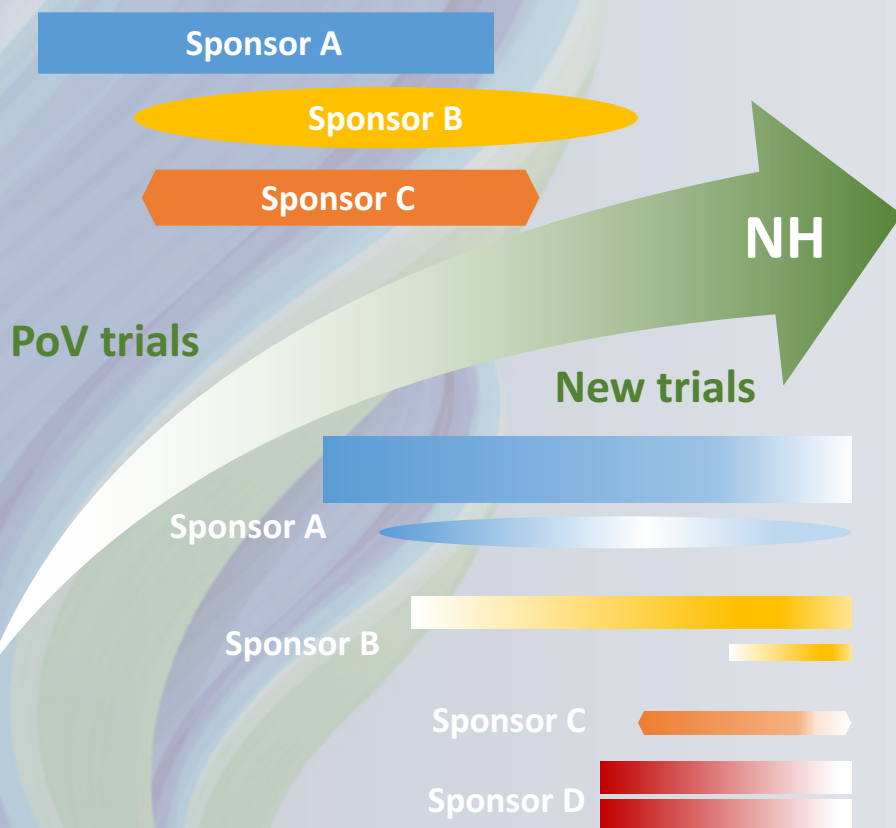 Sponsor A
Sponsor B
Sponsor C
NH
PoV trials
New trials
Sponsor A
Sponsor B
Sponsor C
Sponsor D